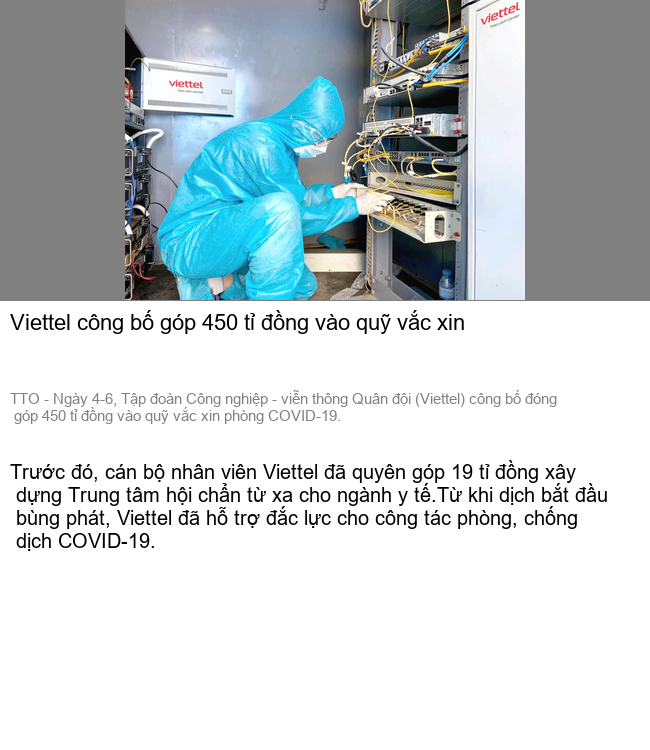 viettel
viettel
Viettel công bố góp 450 tỉ đồng vào quỹ vắc xin
TTO - Ngày 4-6, Tập đoàn Công nghiệp - viễn thông Quân đội (Viettel) công bố đóng
góp 450 tỉ đồng vào quỹ vắc xin phòng COVID-19.
Trước đó, cán bộ nhân viên Viettel đã quyên góp 19 tỉ đồng xây
dựng Trung tâm hội chẩn từ xa cho ngành y tế.Từ khi dịch bắt đầu
bùng phát, Viettel đã hỗ trợ đắc lực cho công tác phòng, chống
dịch COVID-19.